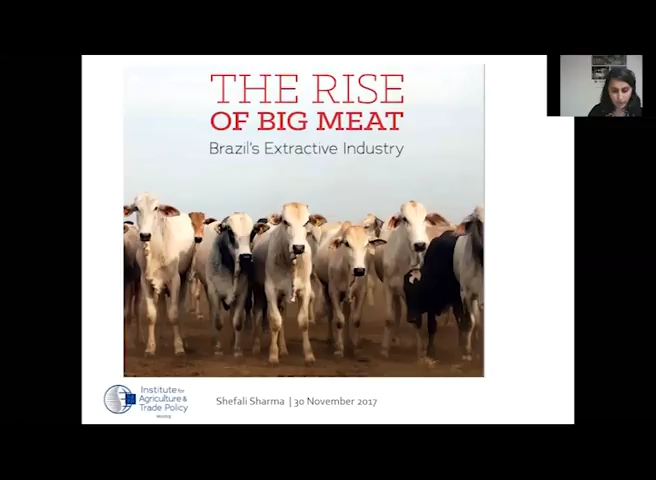 THE RISE
OF BIG MEAT
Brazil's Extractive Industry
Institute for
Agriculture &
Trade Policy
Shefali Sharma | 30 November 2017